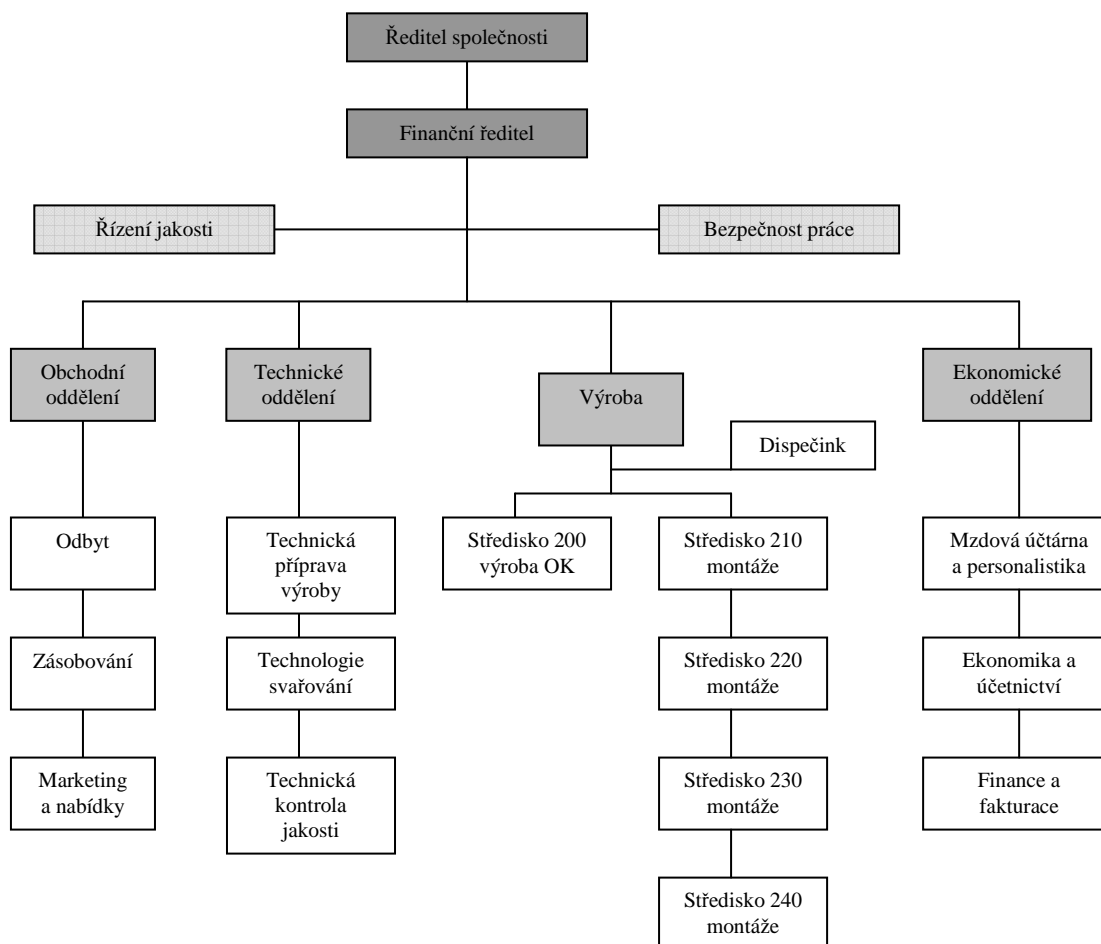 Ředitel společnosti
Finanční ředitel
Řízení jakosti
Bezpečnost práce
Obchodní
oddělení
Technické
oddělení
Výroba
Ekonomické
oddělení
Dispečink
Odbyt
Technická
příprava
výroby
Středisko 200
výroba OK
Středisko 210
montáže
Mzdová účtárna
a personalistika
Zásobování
Technologie
svařování
Středisko 220
montáže
Ekonomika a
účetnictví
Marketing
a nabídky
Technická
kontrola
jakosti
Středisko 230
montáže
Finance a
fakturace
Středisko 240
montáže